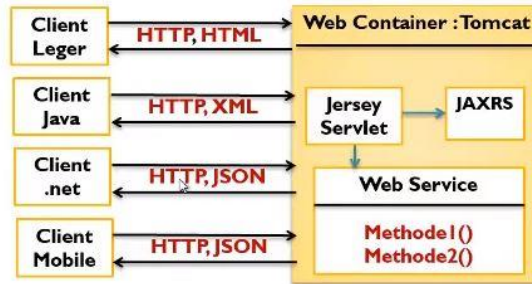 Client
Leger
HTTP, HTML
Web Container : Tomcat
Client
Java
HTTP, XML
Jersey
Servlet
JAXRS
Client
.net
HTTP, JSON
Web Service
Client
Mobile
HTTP, JSON
Methode1()
Methode2()